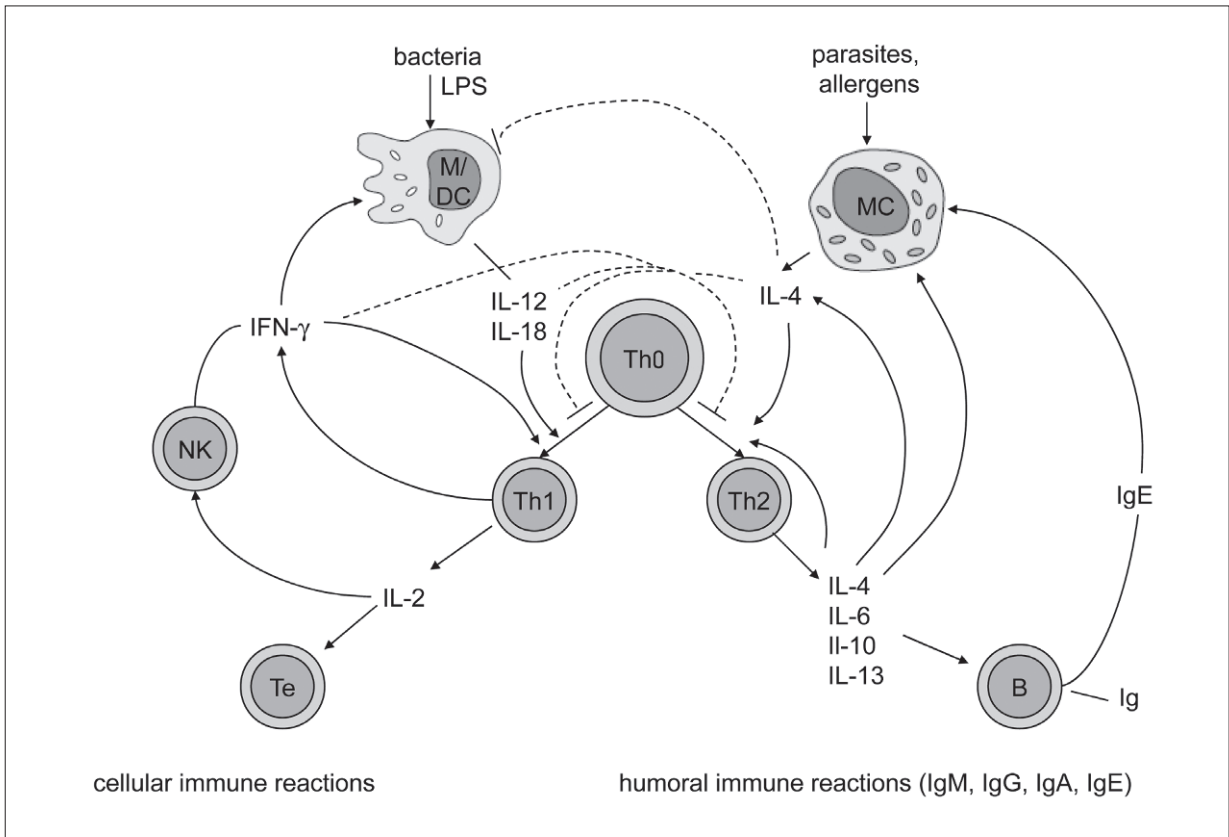 bacteria
LPS
parasites,
allergens
M/
DC
MC
IL-12
IL-18
IL-4
IFN-γ
Th0
NK
Th1
Th2
IgE
IL-2
IL-4
IL-6
Il-10
IL-13
Te
B
Ig
cellular immune reactions
humoral immune reactions (IgM, IgG, IgA, IgE)